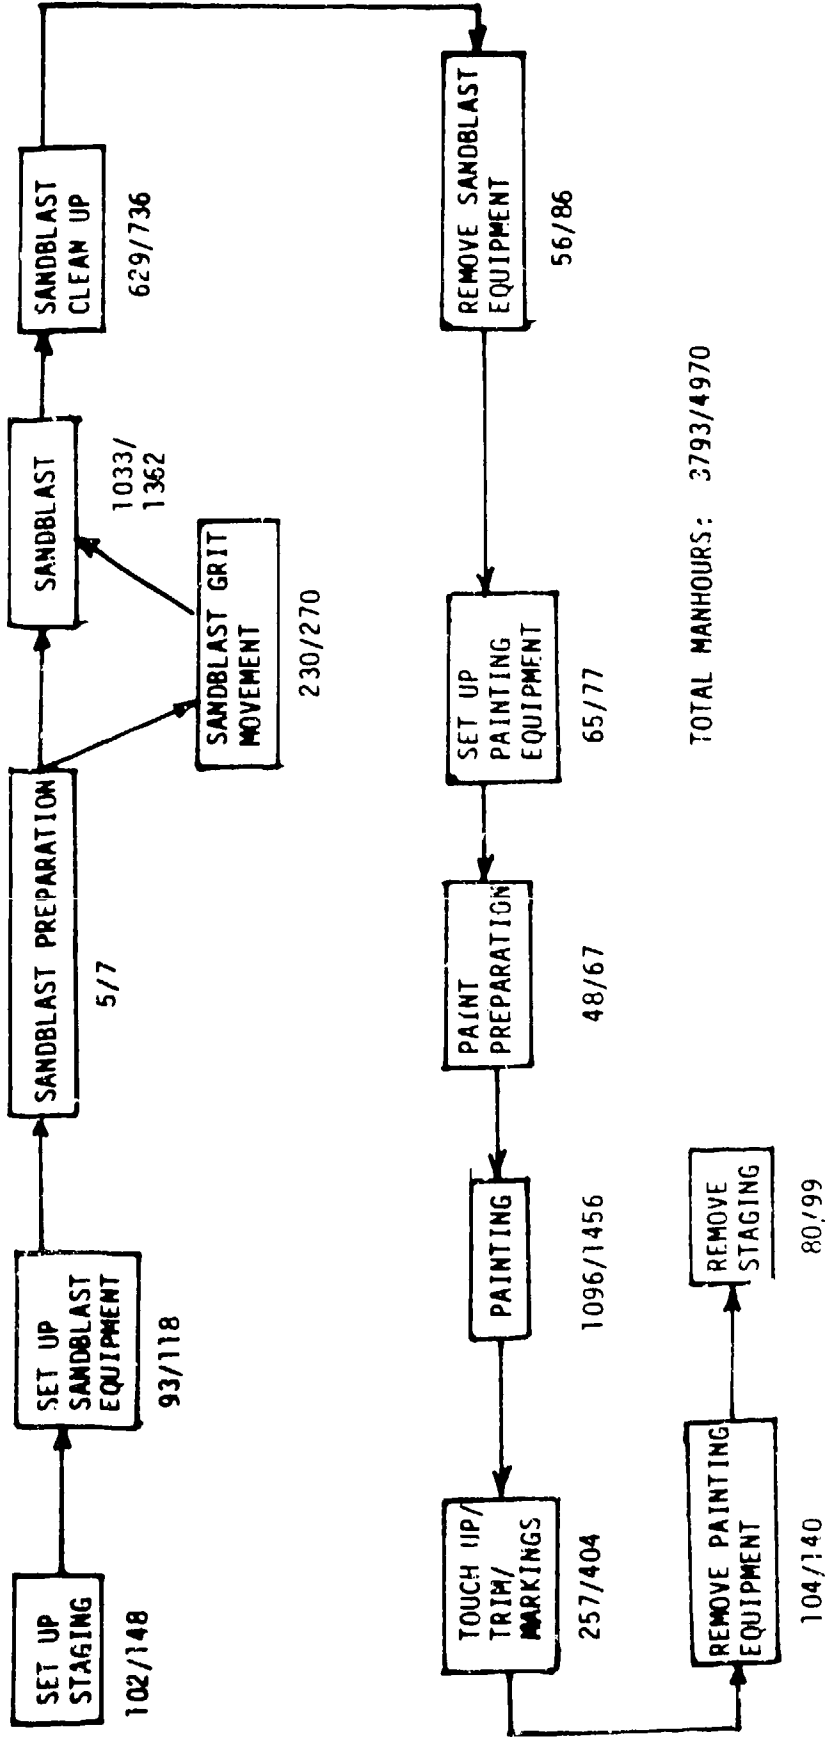 SET UP
STAGING
102/148
SET UP
SANDBLAST
EQUIPMENT
93/118
SANDBLAST PREPARATION
5/7
SANDBLAST GRIT
MOVEMENT
230/270
SANDBLAST
1033/
1362
SANDBLAST
CLEAN UP
629/736
REMOVE SANDBLAST
EQUIPMENT
56/86
SET UP
PAINTING
EQUIPMENT
65/77
PAINT
PREPARATION
48/67
PAINTING
1096/1456
TOUCH UP/
TRIM/
MARKINGS
257/404
REMOVE PAINTING
EQUIPMENT
104/140
REMOVE
STAGING
80/99
TOTAL MANHOURS: 3793/4970